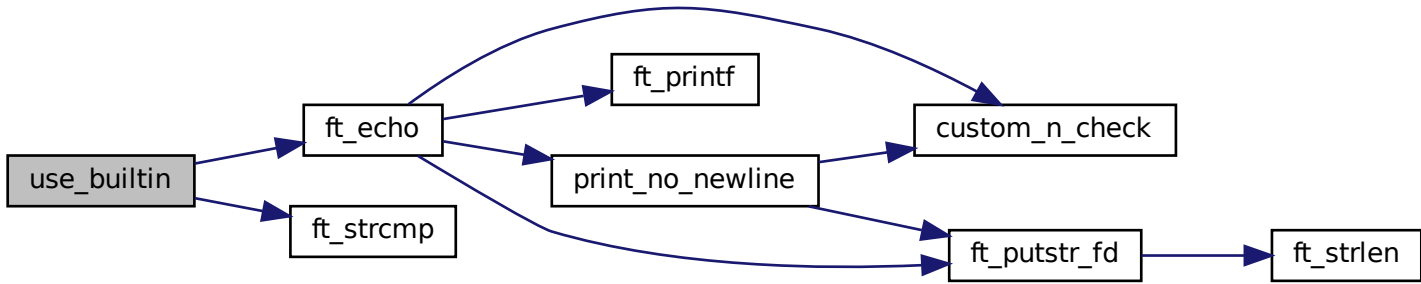 use_builtin
ft_echo
ft_strcmp
ft_printf
print_no_newline
custom_n_check
ft_putstr_fd
ft_strlen